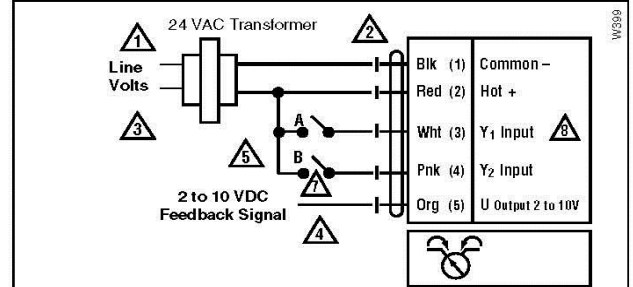 W399
24 VAC Transformer
1
2
Line
Volts
3
Blk (1) Common –
Red (2) Hot +
A
Wht (3) Y1 Input 8
5
B
7
Pnk (4) Y2 Input
2 to 10 VDC
Feedback Signal
4
Org (5) U Output 2 to 10V